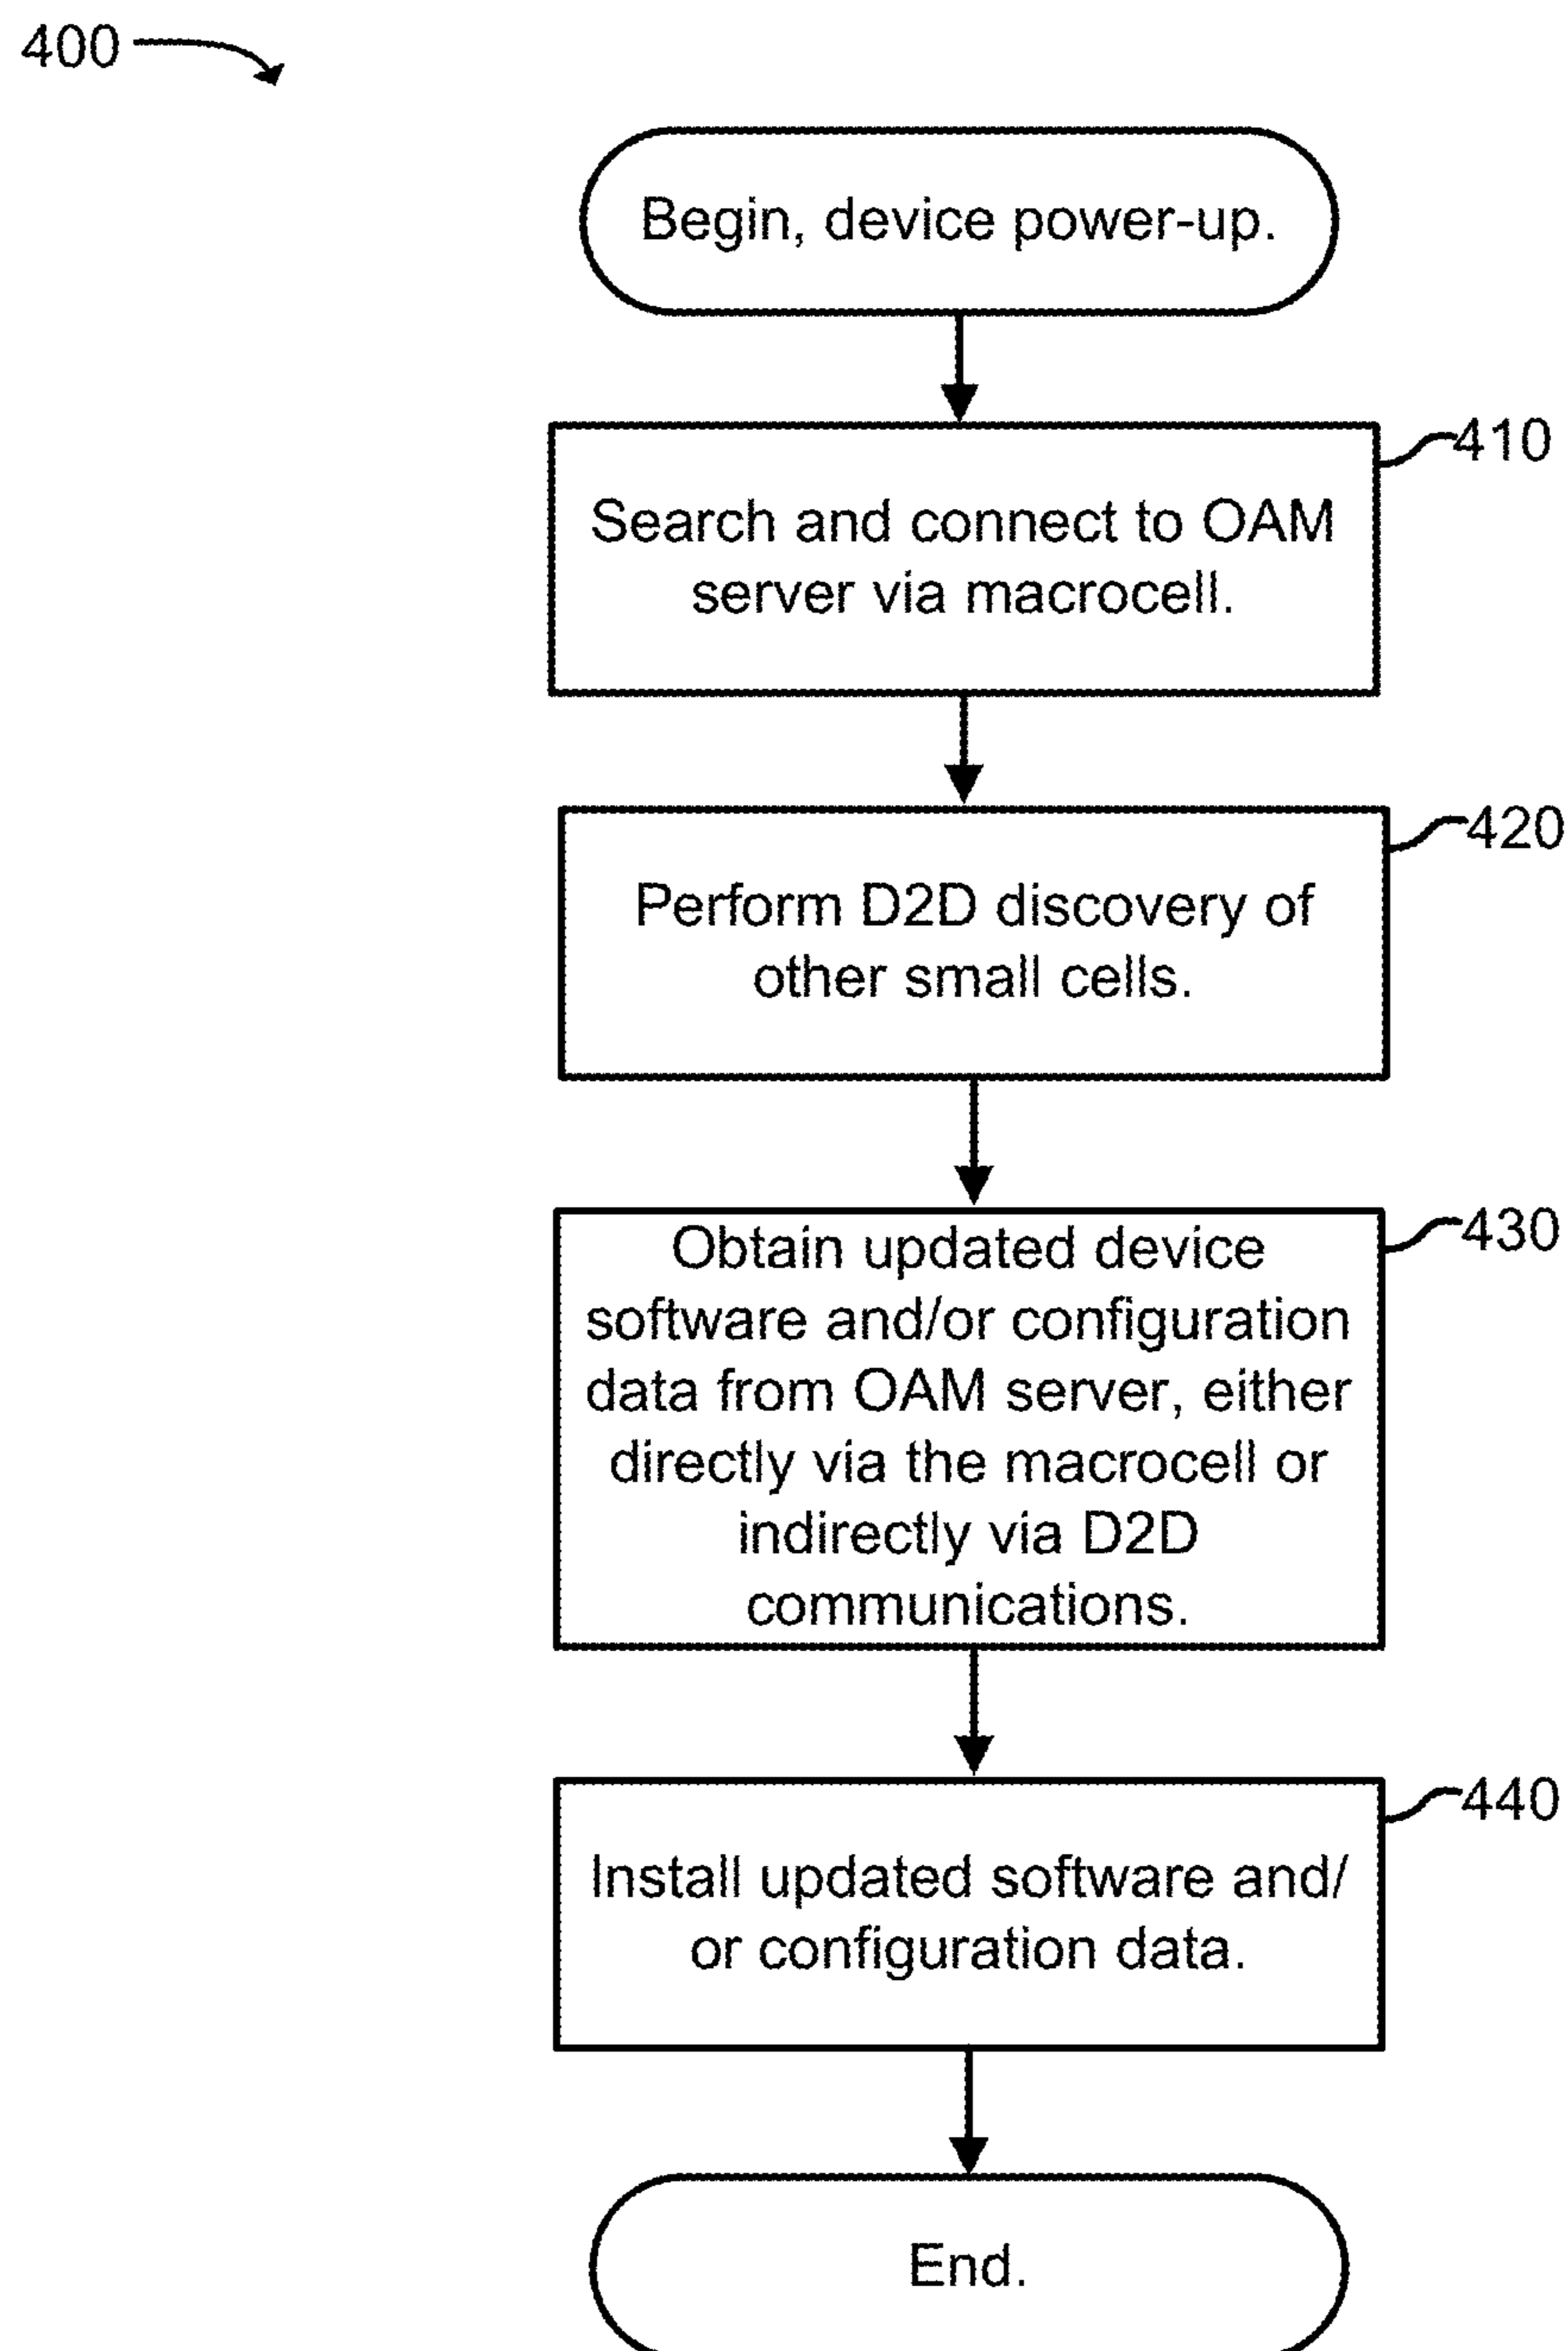 400
Begin, device power-up.
410
Search and connect to OAM
server via macrocell.
420
Perform D2D discovery of
other small cells.
430
Obtain updated device
software and/or configuration
data from OAM server, either
directly via the macrocell or
indirectly via D2D
communications.
440
Install updated software and/
or configuration data.
End.